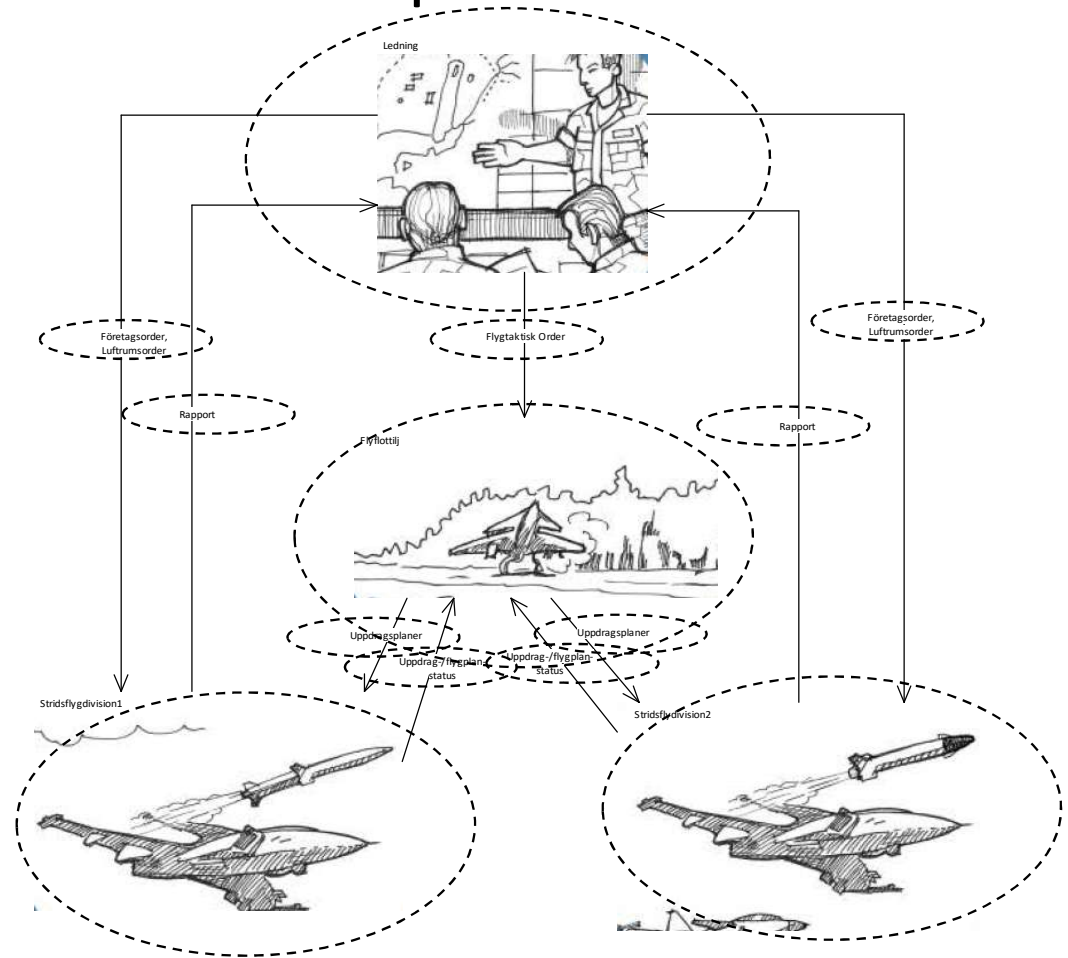 Ledning
Företagsorder,
Luftrumsorder
Flygtaktisk Order
Företagsorder,
Luftrumsorder
Rapport
Rapport
Flyflottilj
Uppdragsplaner
Uppdragsplaner
Uppdrag-/flygplan-
status
Uppdrag-/flygplan-
status
Stridsflygdivision1
Stridsflydivision2